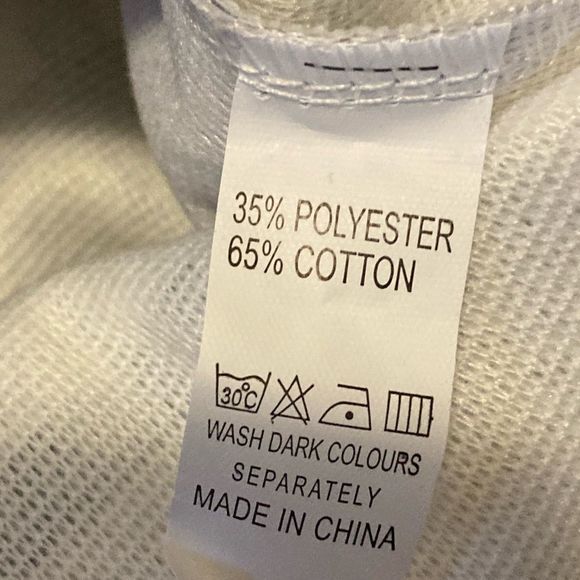 35% POLYESTER
65% COTTON
30°C
WASH DARK COLOURS
SEPARATELY
MADE IN CHINA